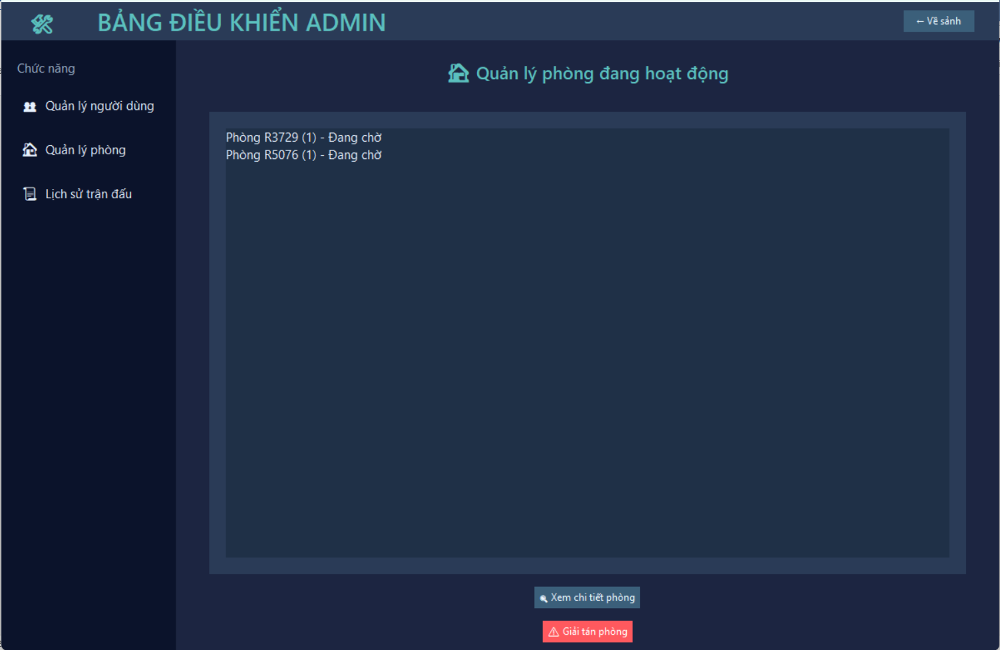 BẢNG ĐIỀU KHIỂN ADMIN
← Về sảnh
Chức năng
Quản lý người dùng
Quản lý phòng
Lịch sử trận đấu
Quản lý phòng đang hoạt động
Phòng R3729 (1) - Đang chờ
Phòng R5076 (1) - Đang chờ
Xem chi tiết phòng
Giải tán phòng